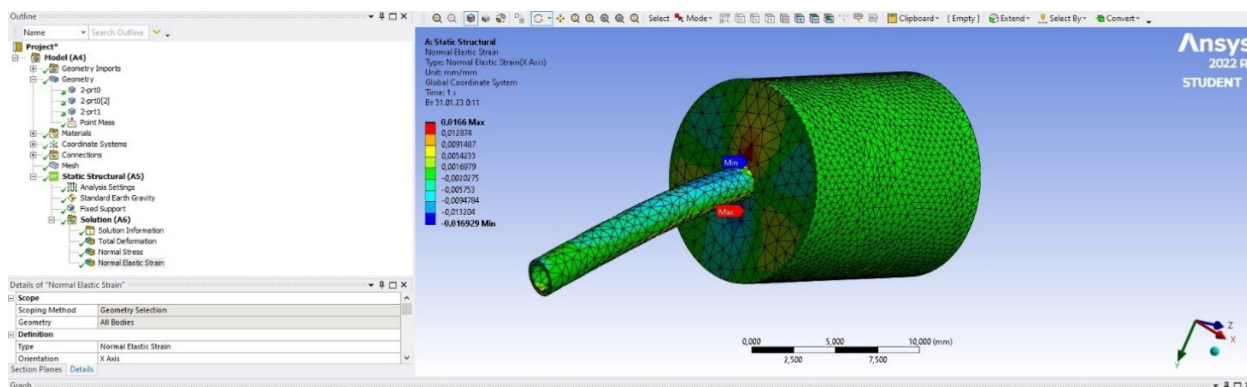 Outline
Name Search Outline
Project*
Model (A4)
Geometry Imports
Geometry
2-prt0
2-prt0[2]
2-prt1
Point Mass
Materials
Coordinate Systems
Connections
Mesh
Static Structural (A5)
Analysis Settings
Standard Earth Gravity
Fixed Support
Solution (A6)
Solution Information
Total Deformation
Normal Stress
Normal Elastic Strain
Details of "Normal Elastic Strain"
Scope
Scoping Method Geometry Selection
Geometry All Bodies
Definition
Type Normal Elastic Strain
Orientation X Axis
Section Planes Details
Graph
Select Mode Clipboard [ Empty ] Extend Select By Convert
A: Static Structural
Normal Elastic Strain
Type: Normal Elastic Strain(X Axis)
Unit: mm/mm
Global Coordinate System
Time: 1 s
Вт 31.01.23 0:11
0,0166 Max
0,012874
0,0091487
0,0054233
0,0016979
-0,0020275
-0,005753
-0,0094784
-0,013204
-0,016929 Min
Min
Max
Ansys
2022 R
STUDENT
0,000 5,000 10,000 (mm)
2,500 7,500
Z
X
Y